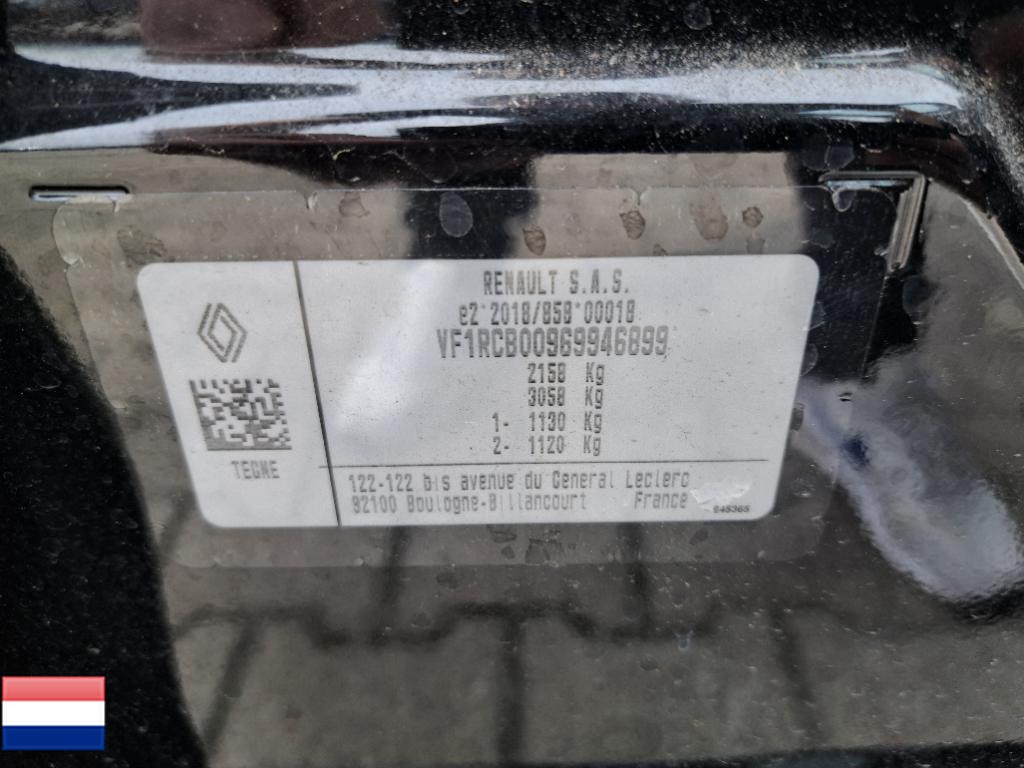 RENAULT S.A.S.
e2*2018/858*00018
VF1RCB00969946899
2158 Kg
3058 Kg
1- 1130 Kg
2- 1120 Kg
TEGNE
122-122 bis avenue du General Leclerc
92100 Boulogne-Billancourt France